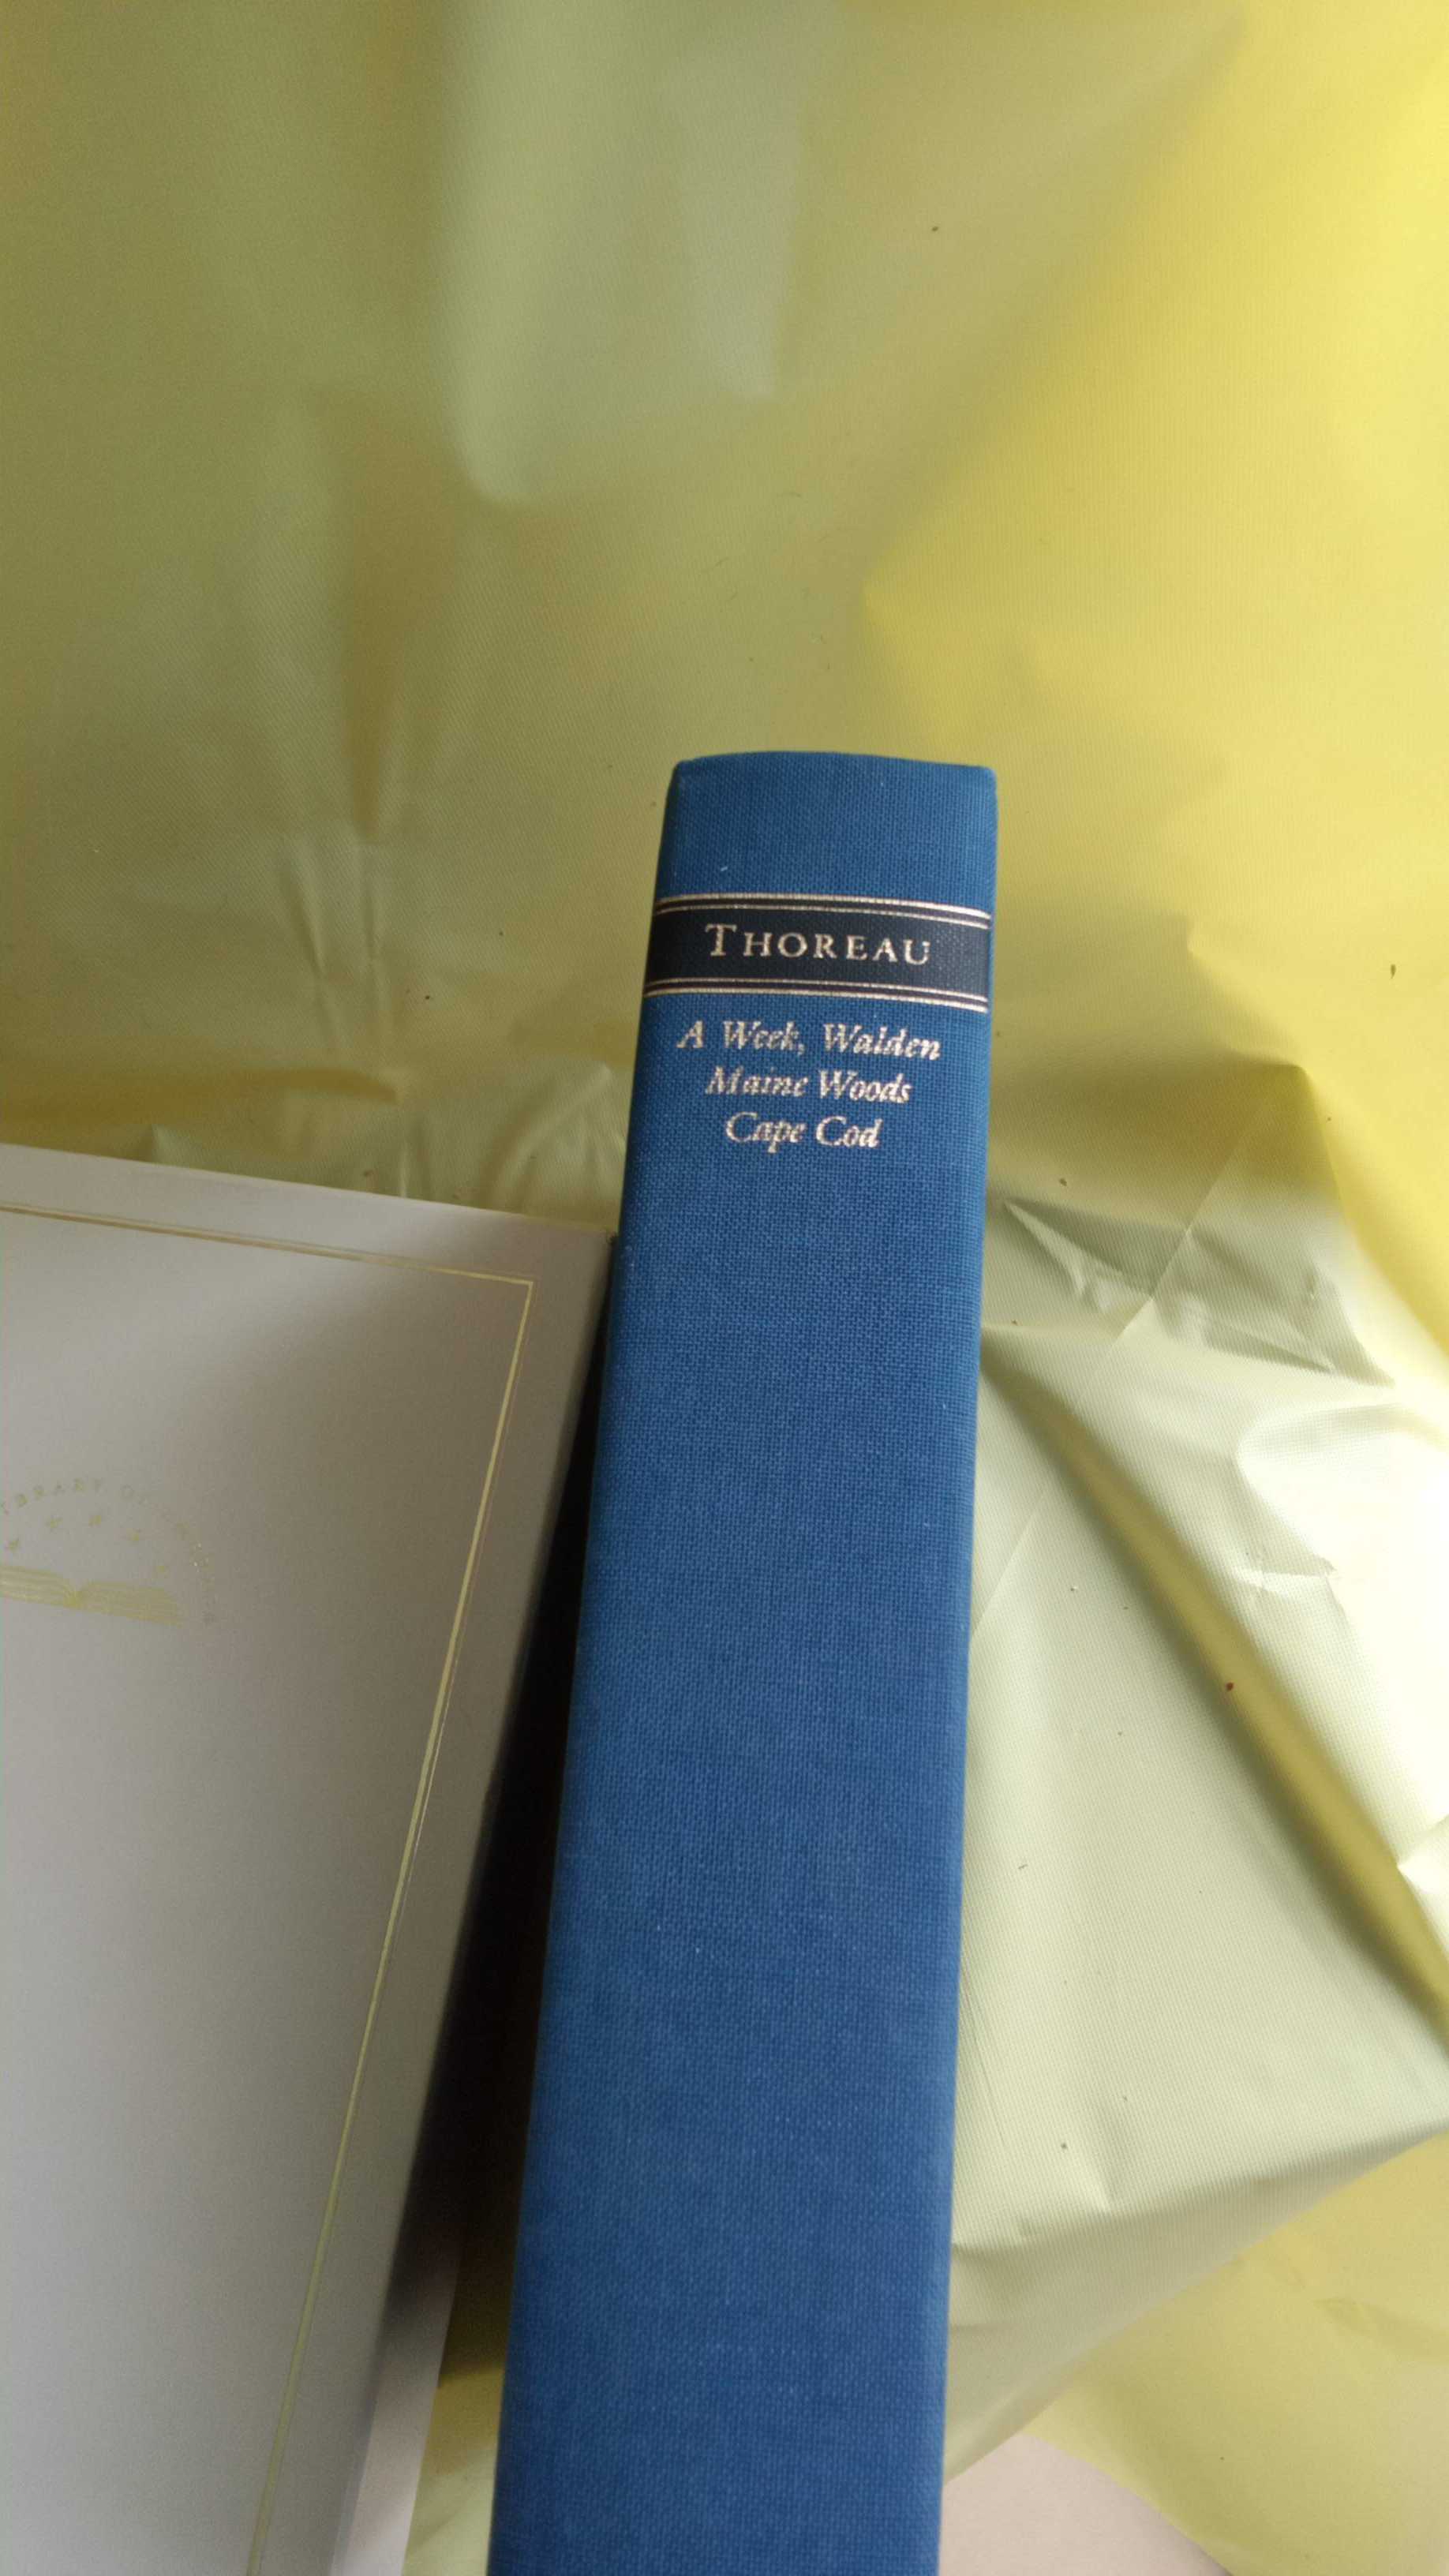 THOREAU
A Week, Walden
Maine Woods
Cape Cod